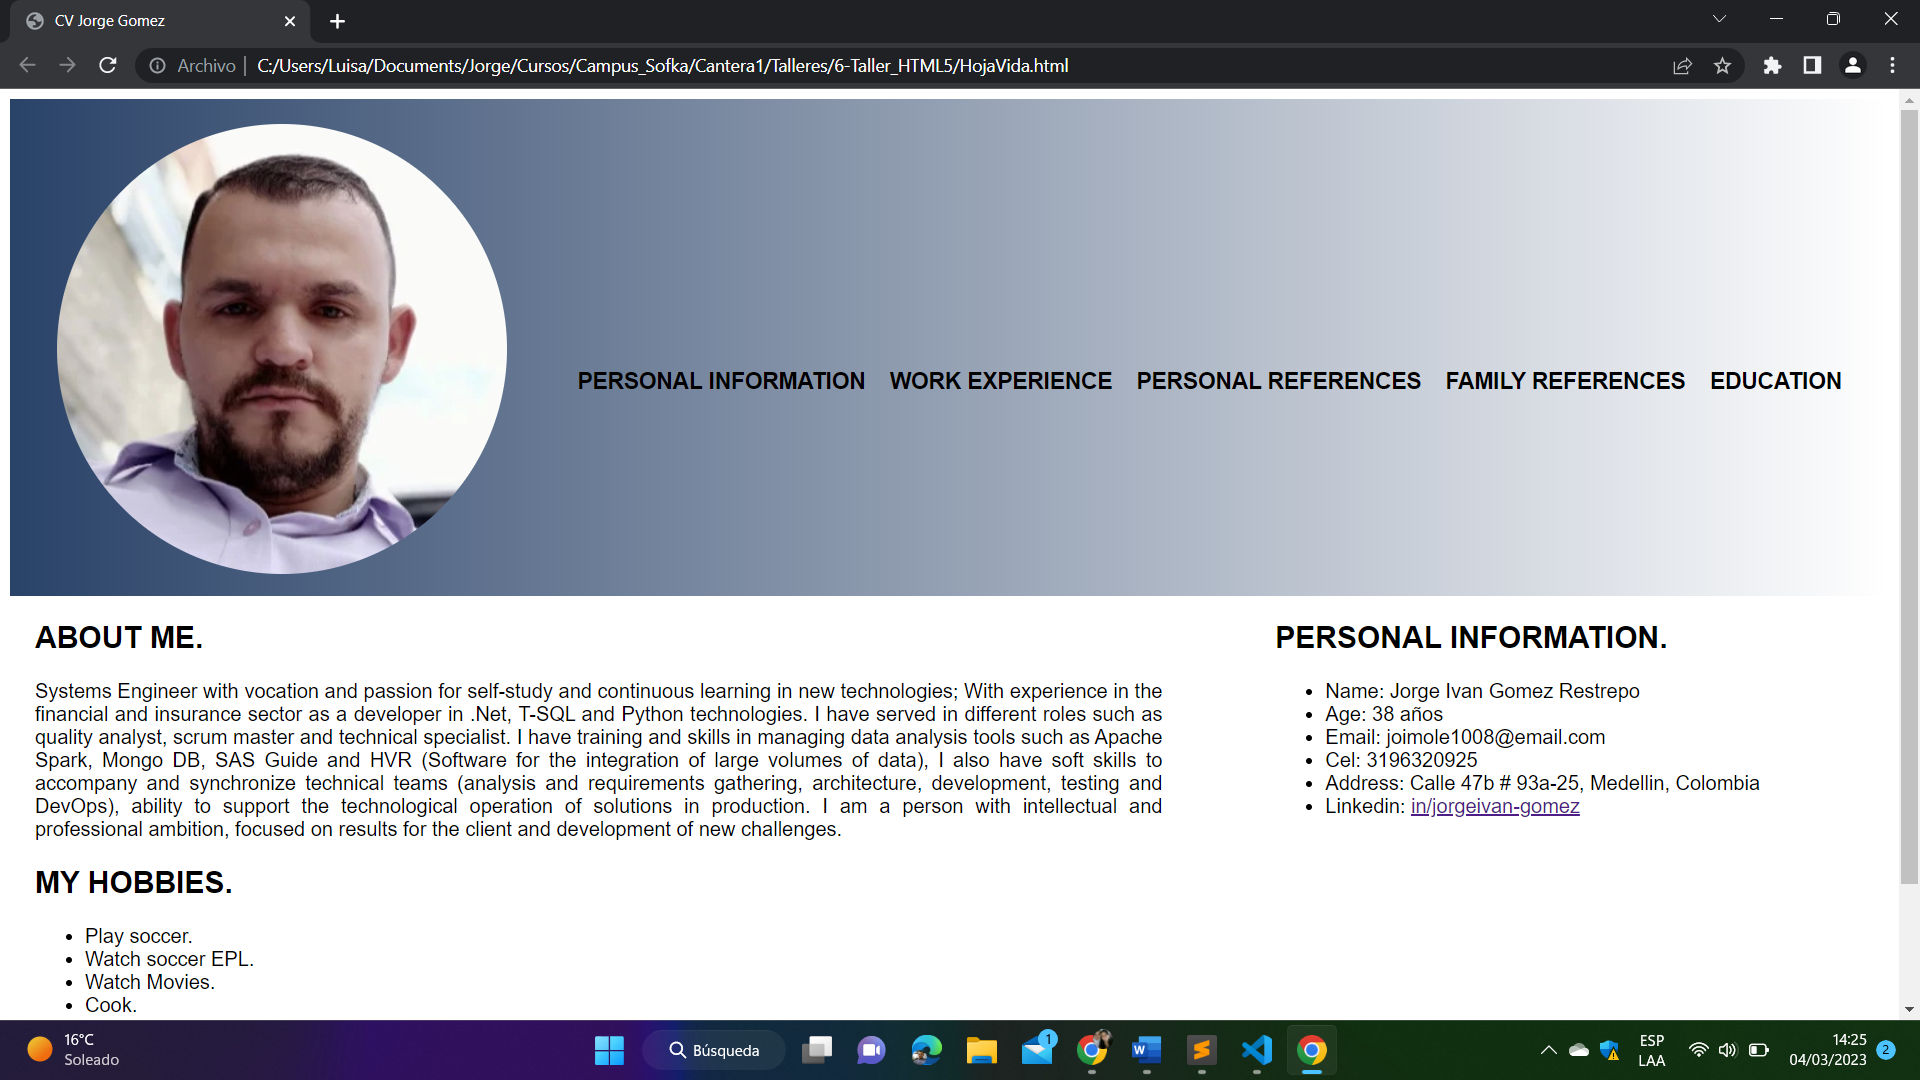 CV Jorge Gomez
Archivo
C:/Users/Luisa/Documents/Jorge/Cursos/Campus_Sofka/Cantera1/Talleres/6-Taller_HTML5/HojaVida.html
PERSONAL INFORMATION WORK EXPERIENCE PERSONAL REFERENCES FAMILY REFERENCES EDUCATION
ABOUT ME.
Systems Engineer with vocation and passion for self-study and continuous learning in new technologies; With experience in the
financial and insurance sector as a developer in .Net, T-SQL and Python technologies. I have served in different roles such as
quality analyst, scrum master and technical specialist. I have training and skills in managing data analysis tools such as Apache
Spark, Mongo DB, SAS Guide and HVR (Software for the integration of large volumes of data), I also have soft skills to
accompany and synchronize technical teams (analysis and requirements gathering, architecture, development, testing and
DevOps), ability to support the technological operation of solutions in production. I am a person with intellectual and
professional ambition, focused on results for the client and development of new challenges.
MY HOBBIES.
• Play soccer.
• Watch soccer EPL.
• Watch Movies.
• Cook.
PERSONAL INFORMATION.
• Name: Jorge Ivan Gomez Restrepo
• Age: 38 años
• Email: joimole1008@email.com
• Cel: 3196320925
• Address: Calle 47b # 93a-25, Medellin, Colombia
• Linkedin: in/jorgeivan-gomez
16°C
Soleado
Búsqueda
1
ESP
LAA
14:25
04/03/2023
2